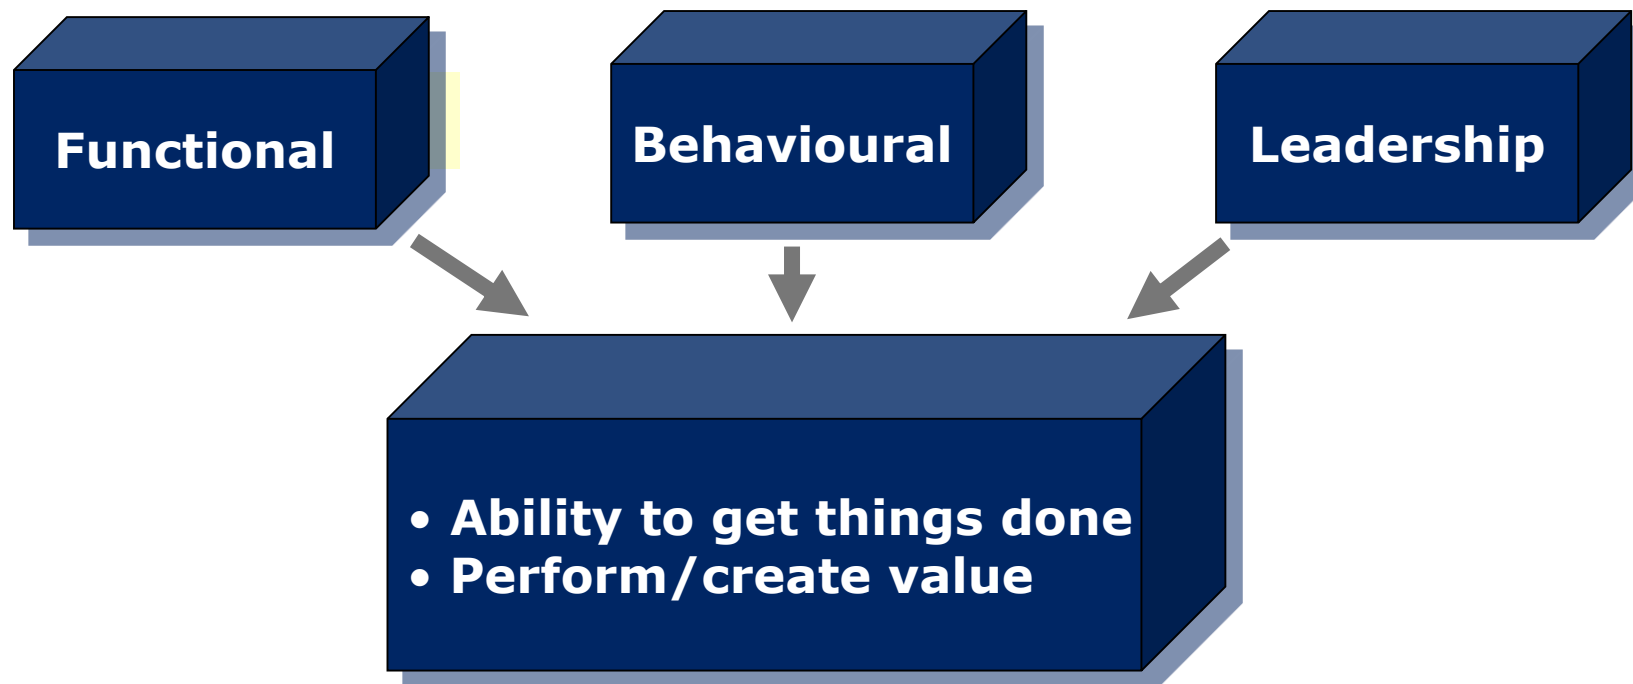 Functional
Behavioural
Leadership
• Ability to get things done
• Perform/create value